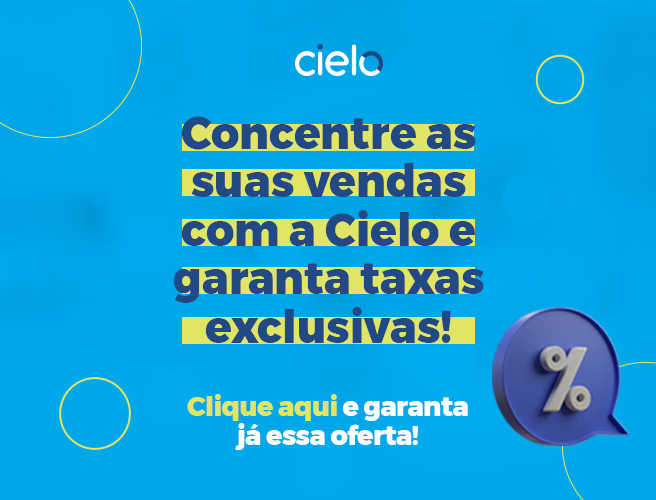 cielo
Concentre as
suas vendas
com a Cielo e
garanta taxas
exclusivas!
%
Clique aqui e garanta
já essa oferta!